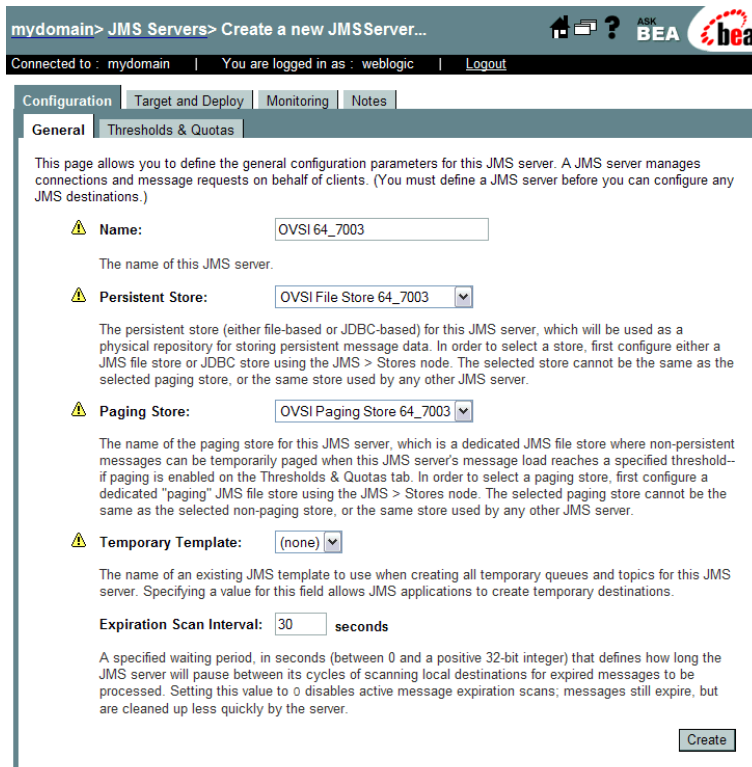 mydomain> JMS Servers> Create a new JMSServer...
? ASK BEA bea
Connected to : mydomain | You are logged in as : weblogic | Logout
Configuration Target and Deploy Monitoring Notes
General Thresholds & Quotas
This page allows you to define the general configuration parameters for this JMS server. A JMS server manages
connections and message requests on behalf of clients. (You must define a JMS server before you can configure any
JMS destinations.)
Name: OVSI 64_7003
The name of this JMS server.
Persistent Store: OVSI File Store 64_7003
The persistent store (either file-based or JDBC-based) for this JMS server, which will be used as a
physical repository for storing persistent message data. In order to select a store, first configure either a
JMS file store or JDBC store using the JMS > Stores node. The selected store cannot be the same as the
selected paging store, or the same store used by any other JMS server.
Paging Store: OVSI Paging Store 64_7003
The name of the paging store for this JMS server, which is a dedicated JMS file store where non-persistent
messages can be temporarily paged when this JMS server's message load reaches a specified threshold--
if paging is enabled on the Thresholds & Quotas tab. In order to select a paging store, first configure a
dedicated "paging" JMS file store using the JMS > Stores node. The selected paging store cannot be the
same as the selected non-paging store, or the same store used by any other JMS server.
Temporary Template: (none)
The name of an existing JMS template to use when creating all temporary queues and topics for this JMS
server. Specifying a value for this field allows JMS applications to create temporary destinations.
Expiration Scan Interval: 30 seconds
A specified waiting period, in seconds (between 0 and a positive 32-bit integer) that defines how long the
JMS server will pause between its cycles of scanning local destinations for expired messages to be
processed. Setting this value to 0 disables active message expiration scans; messages still expire, but
are cleaned up less quickly by the server.
Create